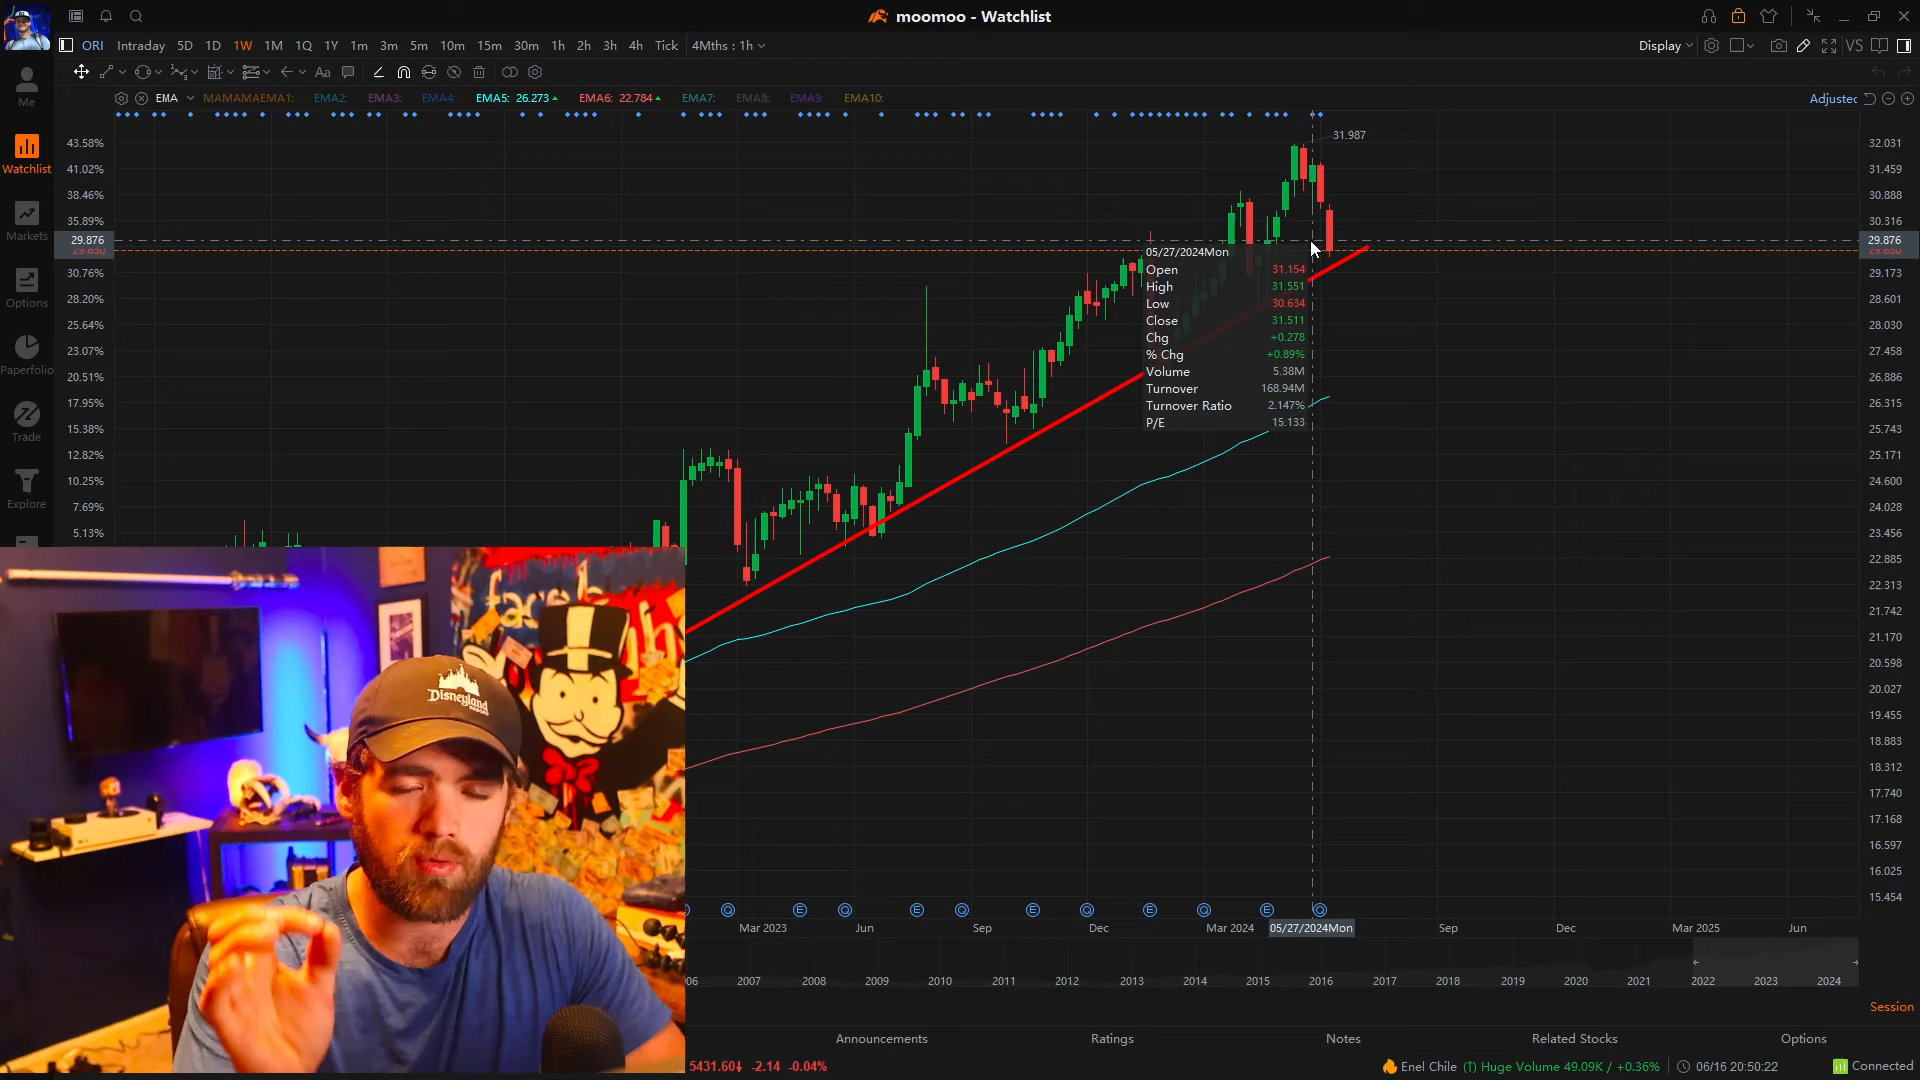 moomoo - Watchlist
ORI Intraday 5D 1D 1W 1M 1Q 1Y 1m 3m 5m 10m 15m 30m 1h 2h 3h 4h Tick 4Mths : 1h Display VS
Aa
EMA MAMAMAEMA1: EMA2: EMA3: EMA4: EMA5: 26.273 EMA6: 22.784 EMA7: EMA8: EMA9: EMA10: Adjusted
Me
Watchlist
Markets
Options
Paperfolio
Trade
Explore
43.58%
41.02%
38.46%
35.89%
29.876
30.76%
28.20%
25.64%
23.07%
20.51%
17.95%
15.38%
12.82%
10.25%
7.69%
5.13%
31.987
05/27/2024Mon
Open 31.154
High 31.551
Low 30.634
Close 31.511
Chg +0.278
% Chg +0.89%
Volume 5.38M
Turnover 168.94M
Turnover Ratio 2.147%
P/E 15.133
32.031
31.459
30.888
30.316
29.876
29.173
28.601
28.030
27.458
26.886
26.315
25.743
25.171
24.600
24.028
23.456
22.885
22.313
21.742
21.170
20.598
20.027
19.455
18.883
18.312
17.740
17.168
16.597
16.025
15.454
Disneyland
RESORT
Q E Q E Q E Q E Q E Q
Mar 2023 Jun Sep Dec Mar 2024 05/27/2024Mon Sep Dec Mar 2025 Jun
06 2007 2008 2009 2010 2011 2012 2013 2014 2015 2016 2017 2018 2019 2020 2021 2022 2023 2024
Session
Announcements Ratings Notes Related Stocks Options
5431.60 -2.14 -0.04% Enel Chile (↑) Huge Volume 49.09K / +0.36% 06/16 20:50:22 Connected